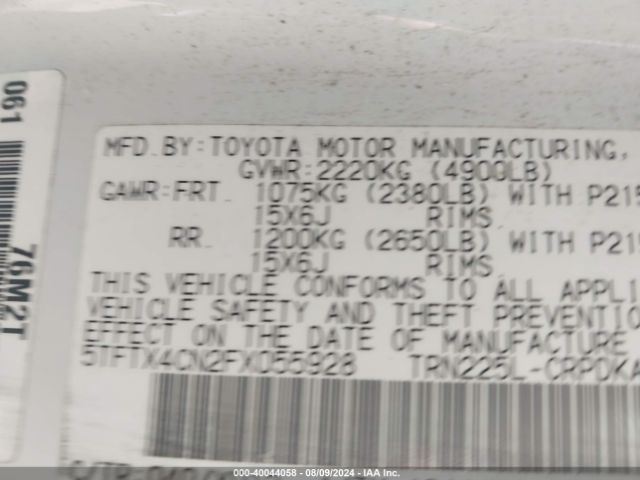 MFD. BY: TOYOTA MOTOR MANUFACTURING,
GVWR: 2220KG (4900LB)
GAWR: FRT. 1075KG (2380LB) WITH P215
15X6J RIMS
RR. 1200KG (2650LB) WITH P215
15X6J RIMS
THIS VEHICLE CONFORMS TO ALL APPLI
VEHICLE SAFETY AND THEFT PREVENTION
EFFECT ON THE DATE OF MANUFACTURE
5TFTX4CN2FX055928 TRN225L-CRPDKA
061
76M2T
000-40044058 - 08/09/2024 - Copyright IAA, Inc.